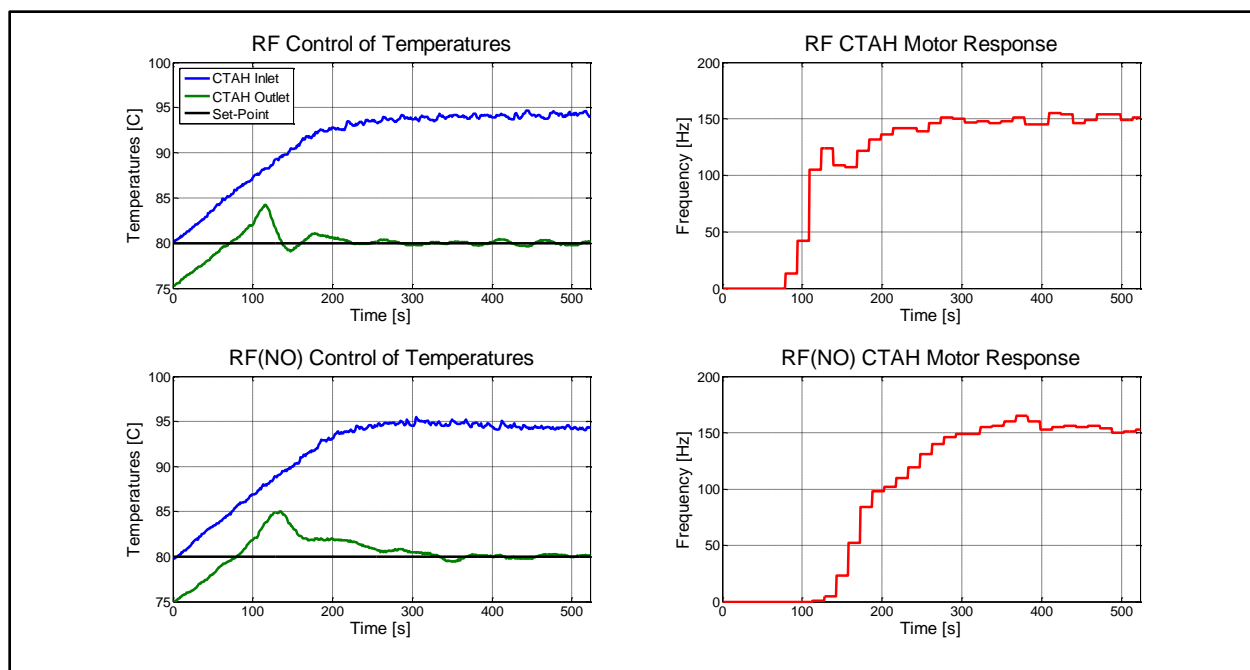 RF Control of Temperatures
100
95
90
85
80
75
Temperatures [C]
CTAH Inlet
CTAH Outlet
Set-Point
0 100 200 300 400 500
Time [s]
RF CTAH Motor Response
200
150
100
50
0
Frequency [Hz]
0 100 200 300 400 500
Time [s]
RF(NO) Control of Temperatures
100
95
90
85
80
75
Temperatures [C]
0 100 200 300 400 500
Time [s]
RF(NO) CTAH Motor Response
200
150
100
50
0
Frequency [Hz]
0 100 200 300 400 500
Time [s]